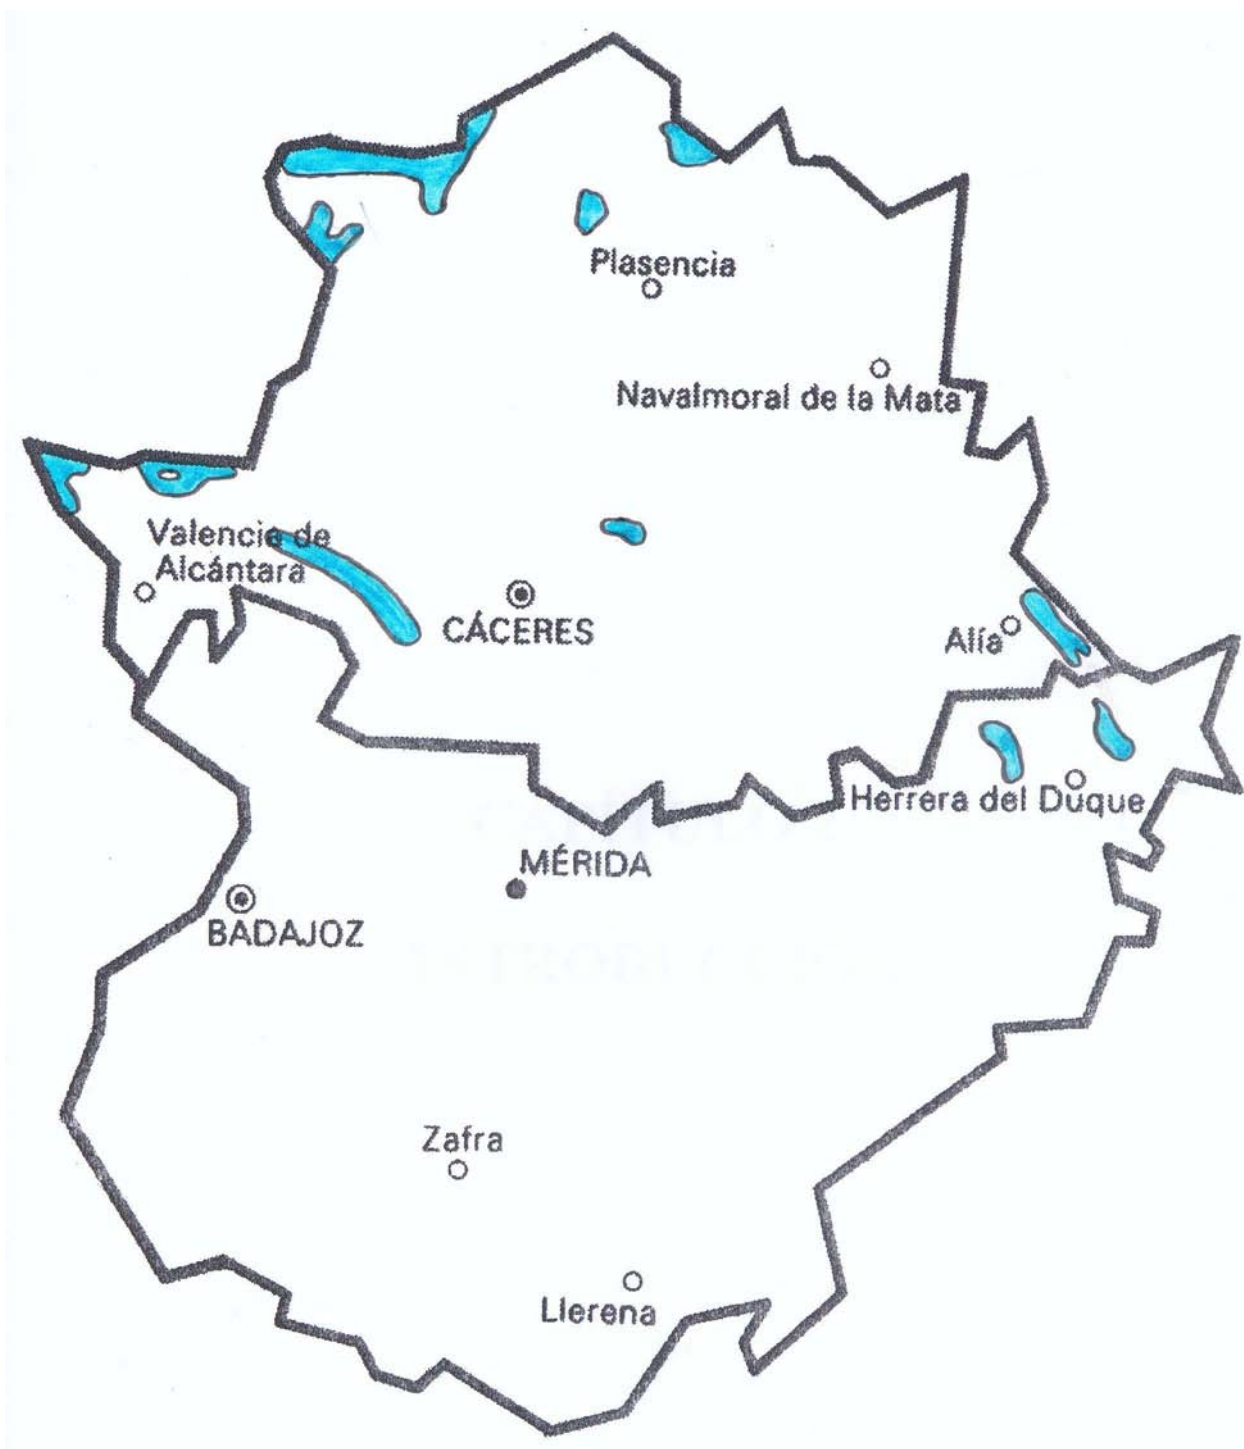 Plasencia
Navalmoral de la Mata
Valencia de
Alcántara
CÁCERES
Alía
Herrera del Duque
MÉRIDA
BADAJOZ
Zafra
Llerena